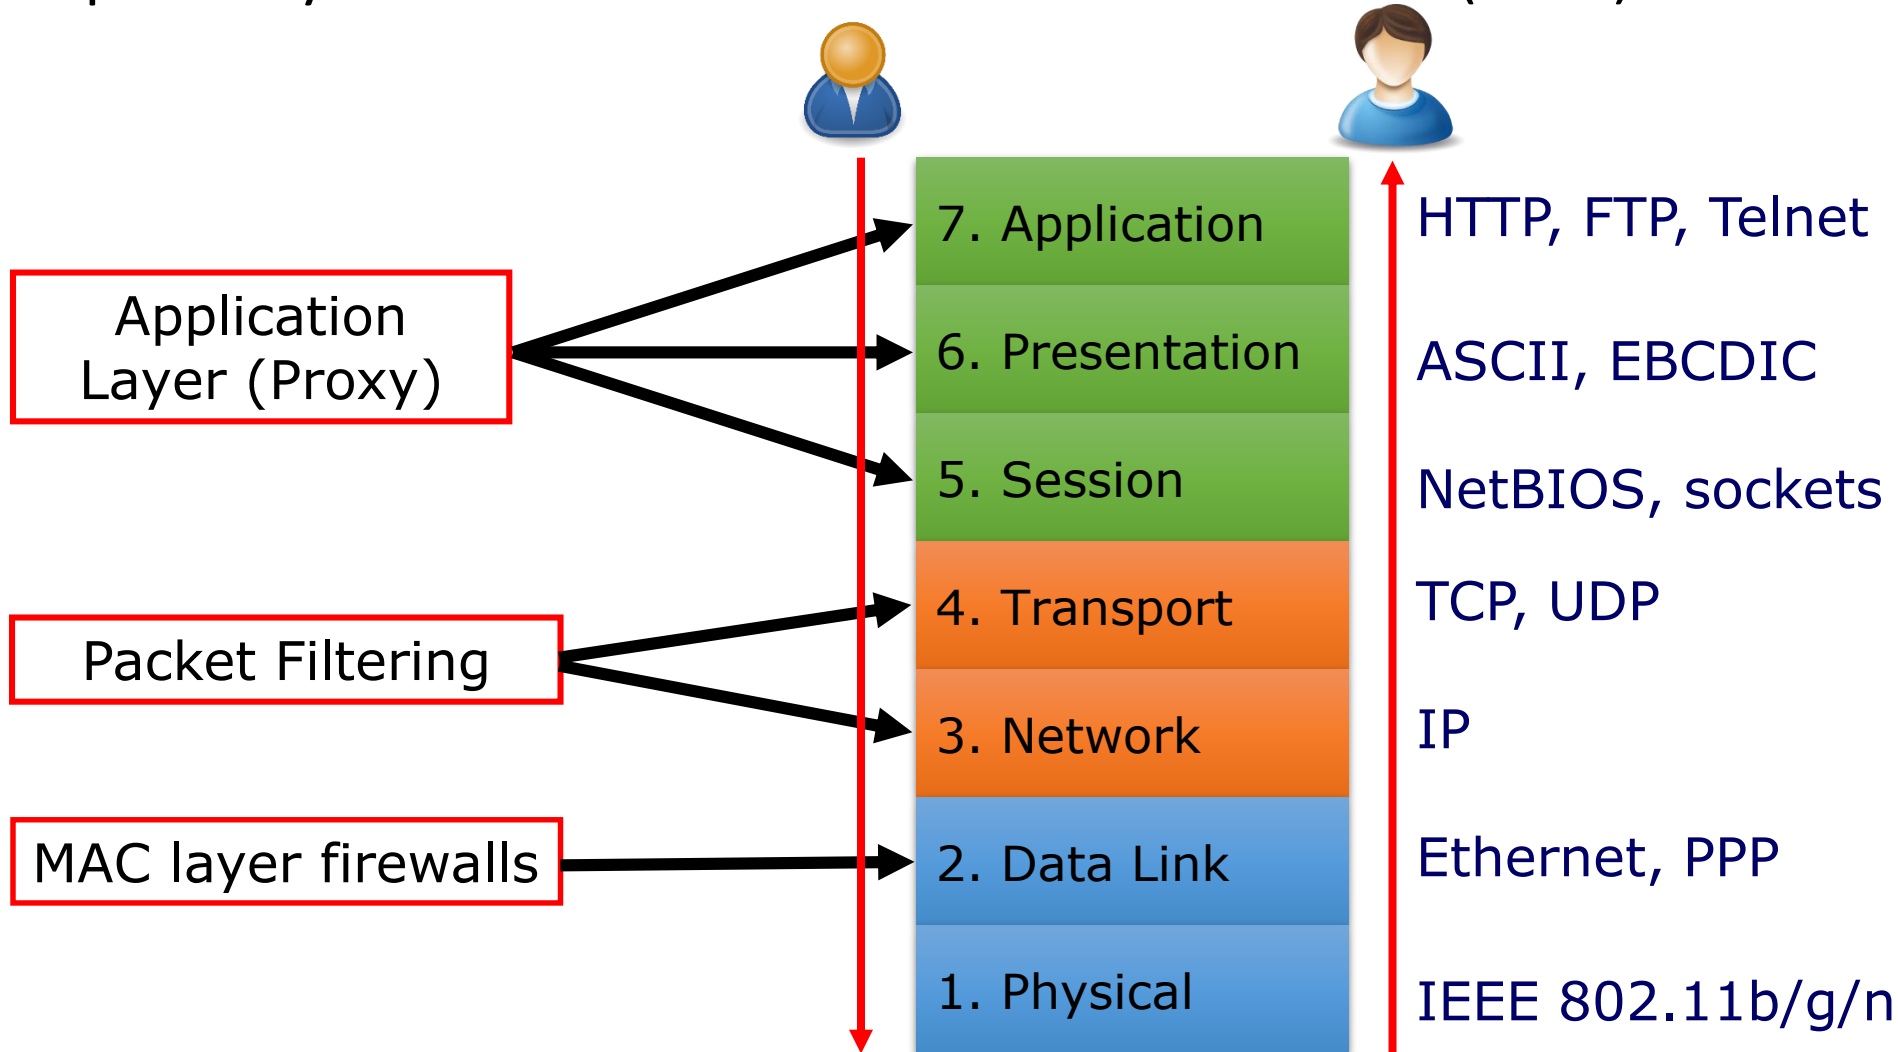 Application
Layer (Proxy)
Packet Filtering
MAC layer firewalls
7. Application
6. Presentation
5. Session
4. Transport
3. Network
2. Data Link
1. Physical
HTTP, FTP, Telnet
ASCII, EBCDIC
NetBIOS, sockets
TCP, UDP
IP
Ethernet, PPP
IEEE 802.11b/g/n